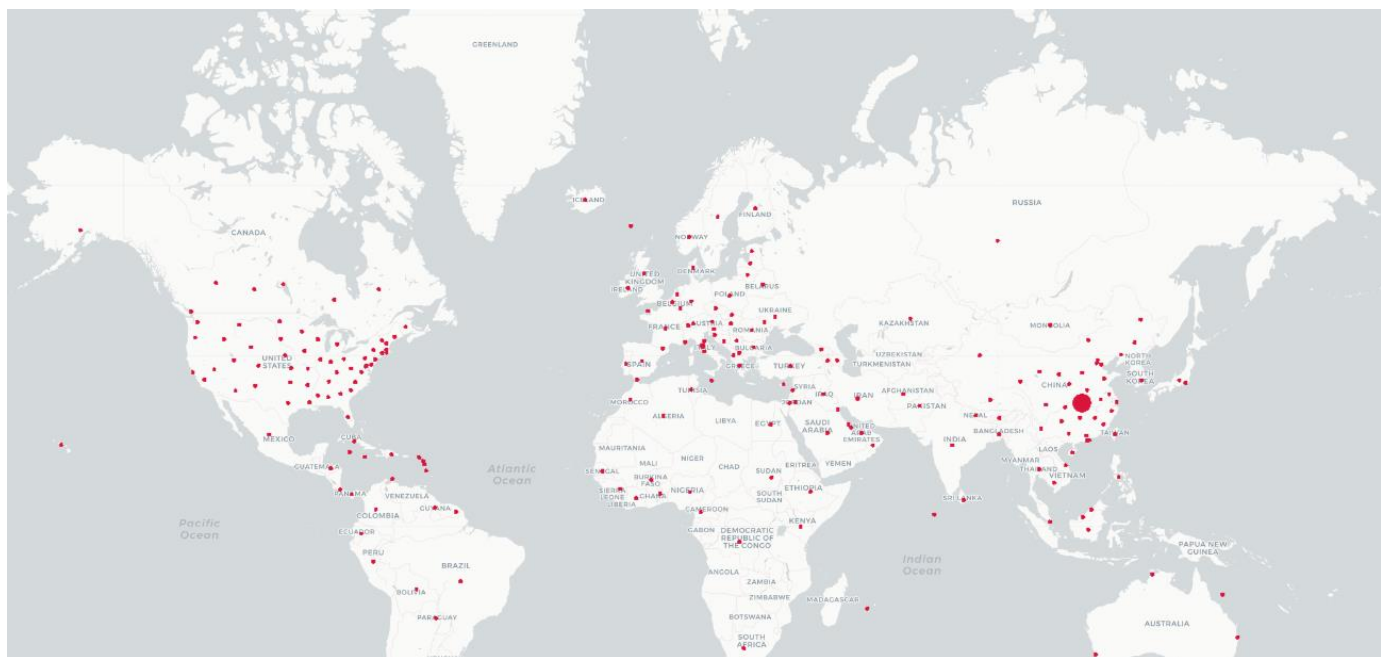 GREENLAND
ICELAND
RUSSIA
FINLAND
CANADA
NORWAY
UNITED
KINGDOM
DENMARK
IRELAND
BELARUS
POLAND
BELGIUM
UKRAINE
KAZAKHSTAN
MONGOLIA
FRANCE
AUSTRIA
ROMANIA
ITALY
BULGARIA
UZBEKISTAN
TURKMENISTAN
NORTH
KOREA
UNITED
STATES
SPAIN
GREECE
TURKEY
SOUTH
KOREA
CHINA
SYRIA
TUNISIA
IRAQ
IRAN
AFGHANISTAN
MOROCCO
JORDAN
PAKISTAN
ALGERIA
LIBYA
EGYPT
SAUDI
ARABIA
UNITED
ARAB
EMIRATES
NEPAL
BANGLADESH
TAIWAN
MEXICO
CUBA
INDIA
MYANMAR
LAOS
MAURITANIA
MALI
NIGER
CHAD
SUDAN
ERITREA
YEMEN
THAILAND
VIETNAM
GUATEMALA
Atlantic
Ocean
SENEGAL
BURKINA
FASO
SIERRA
LEONE
LIBERIA
GHANA
NIGERIA
SOUTH
SUDAN
ETHIOPIA
SRI LANKA
PANAMA
VENEZUELA
GUYANA
COLOMBIA
CAMEROON
Pacific
Ocean
ECUADOR
GABON
DEMOCRATIC
REPUBLIC OF
THE CONGO
KENYA
PAPUA NEW
GUINEA
PERU
BRAZIL
Indian
Ocean
ANGOLA
ZAMBIA
BOLIVIA
ZIMBABWE
MADAGASCAR
PARAGUAY
BOTSWANA
AUSTRALIA
SOUTH
AFRICA